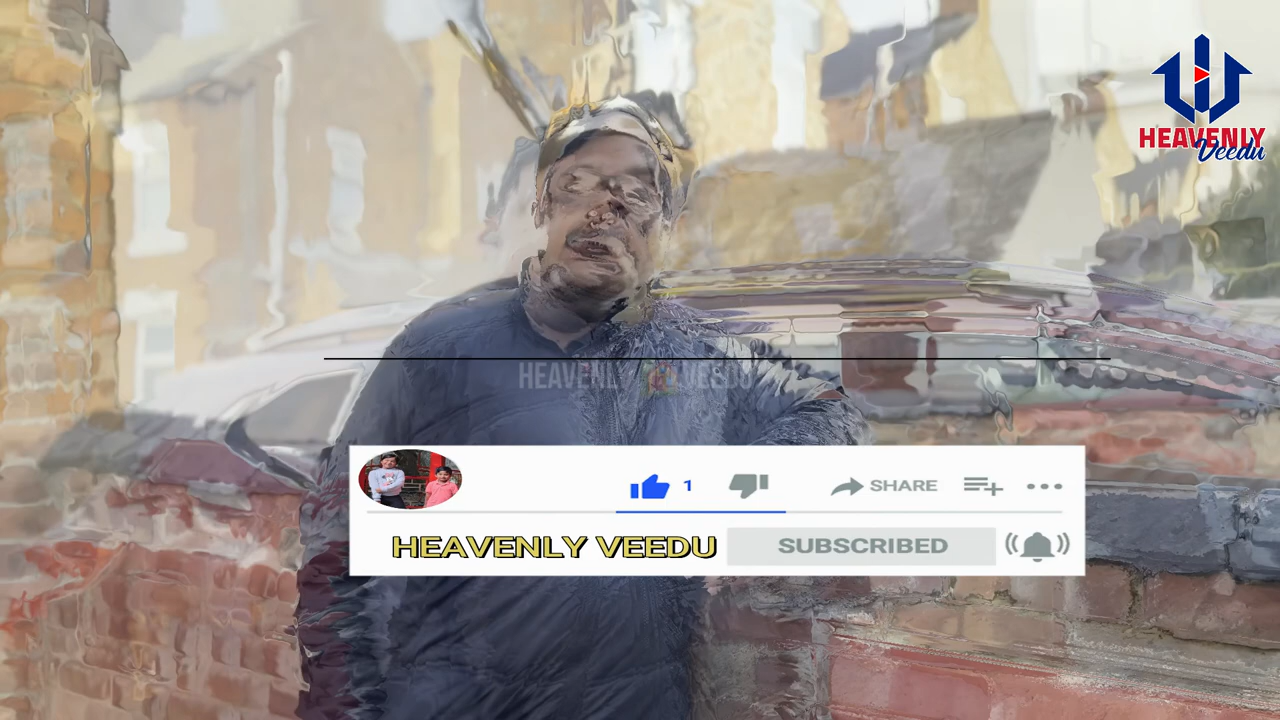 HEAVENLY
Veedu
HEAVENLY VEEDU
1
SHARE
HEAVENLY VEEDU
SUBSCRIBED